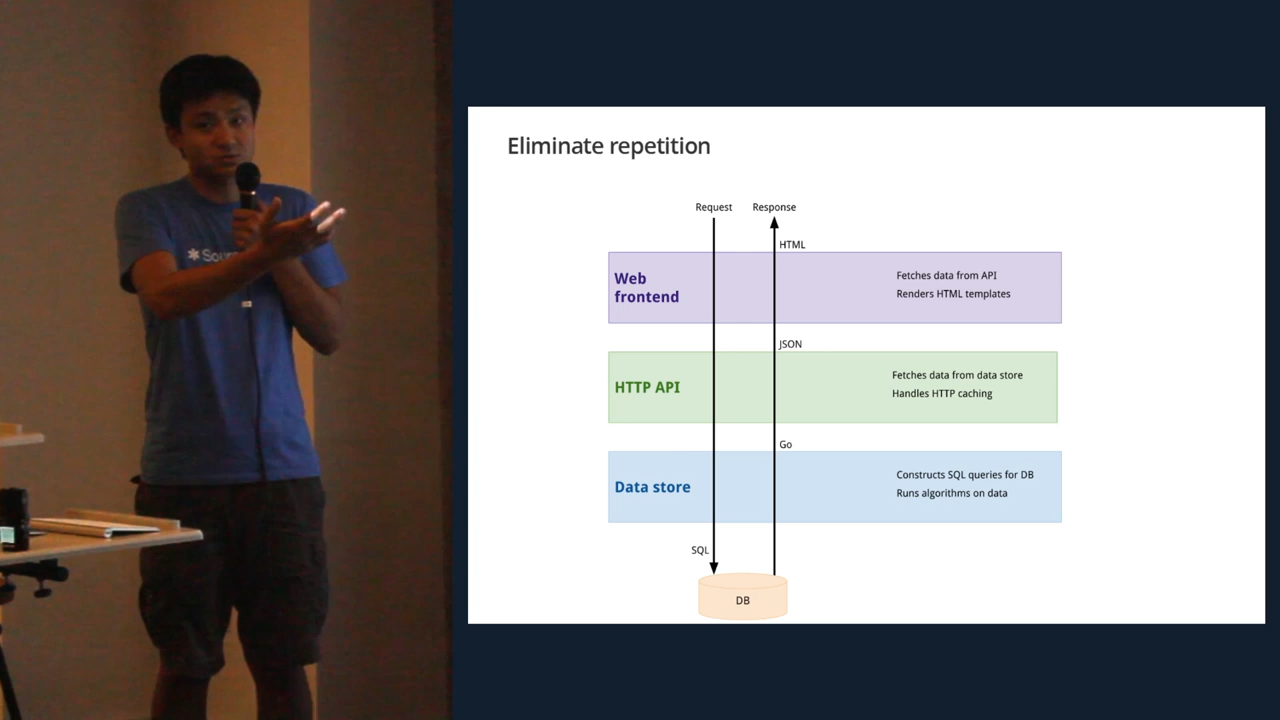 Eliminate repetition
Request
Response
HTML
Web
frontend
Fetches data from API
Renders HTML templates
JSON
HTTP API
Fetches data from data store
Handles HTTP caching
Go
Data store
Constructs SQL queries for DB
Runs algorithms on data
SQL
DB